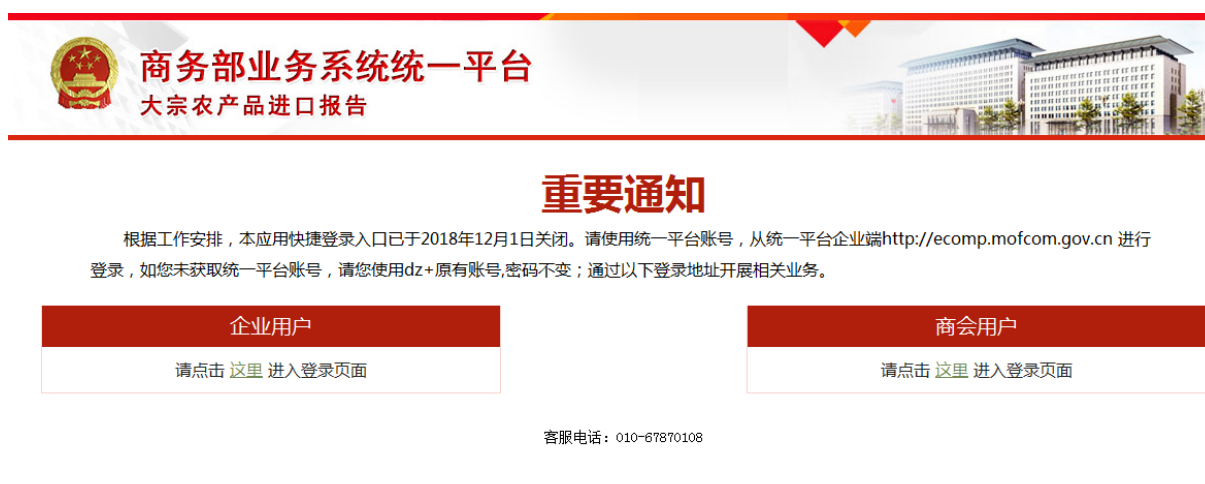 商务部业务系统统一平台
大宗农产品进口报告
重要通知
根据工作安排，本应用快捷登录入口已于2018年12月1日关闭。请使用统一平台账号，从统一平台企业端http://ecomp.mofcom.gov.cn 进行
登录，如您未获取统一平台账号，请您使用dz+原有账号,密码不变；通过以下登录地址开展相关业务。
企业用户
请点击 这里 进入登录页面
商会用户
请点击 这里 进入登录页面
客服电话：010-67870108